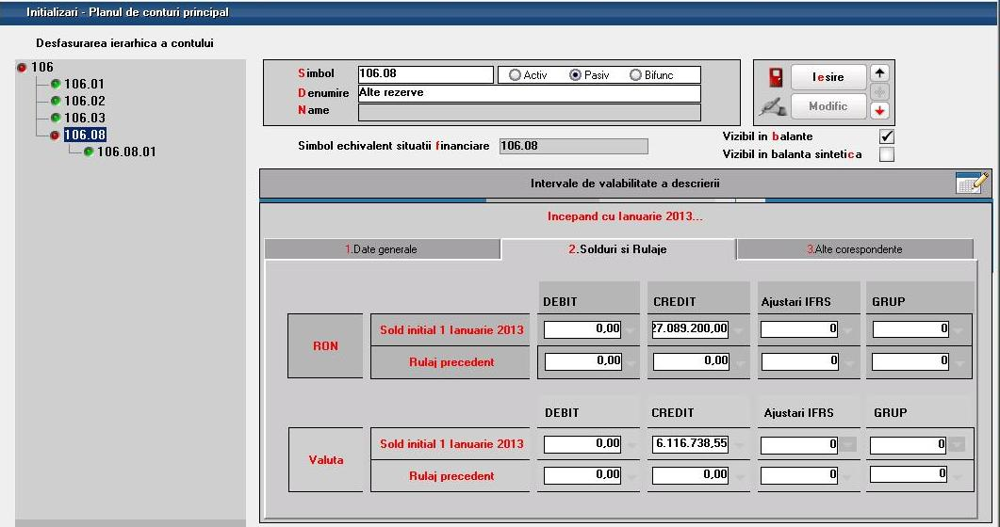 Initializari - Planul de conturi principal
Desfasurarea ierarhica a contului
106
106.01
106.02
106.03
106.08
106.08.01
Simbol 106.08 Activ Pasiv Bifunc
Denumire Alte rezerve
Name
Simbol echivalent situatii financiare 106.08
Iesire
Modific
Vizibil in balante
Vizibil in balanta sintetica
Intervale de valabilitate a descrierii
Incepand cu Ianuarie 2013...
1.Date generale 2.Solduri si Rulaje 3.Alte corespondente
DEBIT CREDIT Ajustari IFRS GRUP
RON
Sold initial 1 Ianuarie 2013 0,00 27.089.200,00 0 0
Rulaj precedent 0,00 0,00 0 0
DEBIT CREDIT Ajustari IFRS GRUP
Valuta
Sold initial 1 Ianuarie 2013 0,00 6.116.738,55 0 0
Rulaj precedent 0,00 0,00 0 0